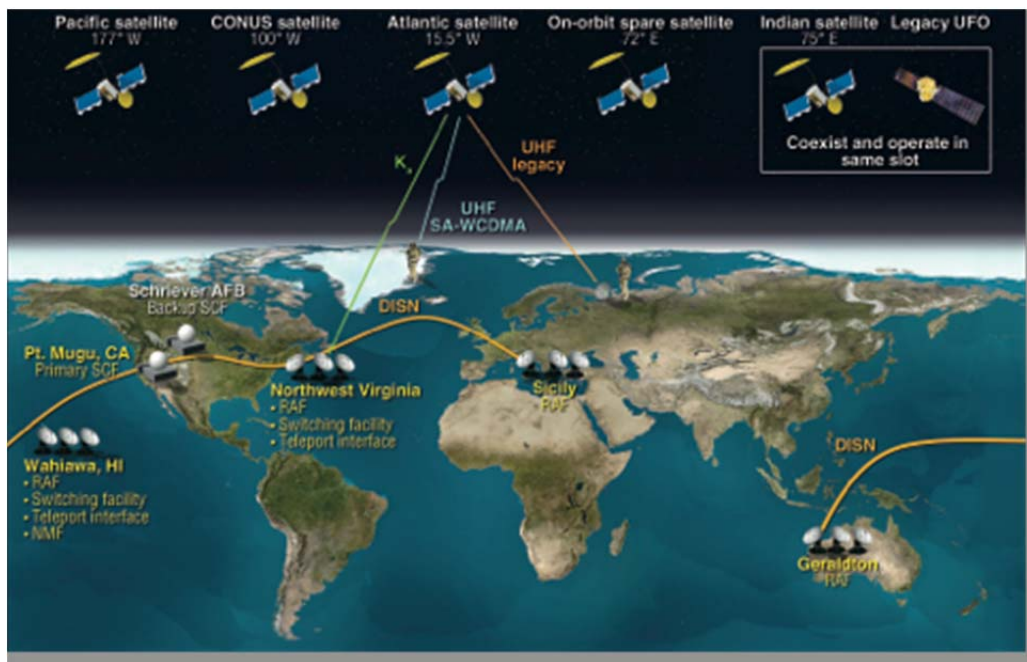 Pacific satellite
177° W
CONUS satellite
100° W
Atlantic satellite
15.5° W
On-orbit spare satellite
72° E
Indian satellite
75° E
Legacy UFO
Coexist and operate in
same slot
Ka
UHF
SA-WCDMA
UHF
legacy
Schriever AFB
Backup SCF
DISN
Pt. Mugu, CA
Primary SCF
Northwest Virginia
• RAF
• Switching facility
• Teleport interface
Sicily
RAF
Wahiawa, HI
• RAF
• Switching facility
• Teleport interface
• NMF
DISN
Geraldton
RAF